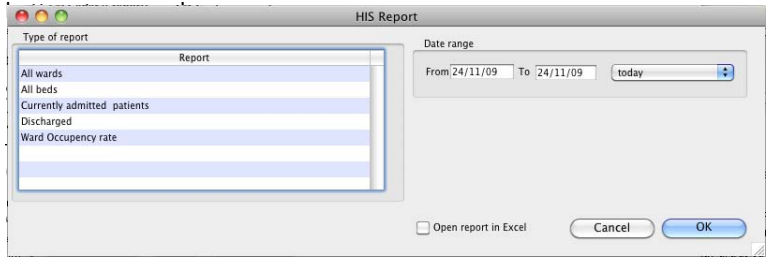 HIS Report
Type of report
Report
All wards
All beds
Currently admitted patients
Discharged
Ward Occupency rate
Date range
From 24/11/09 To 24/11/09 today
Open report in Excel Cancel OK